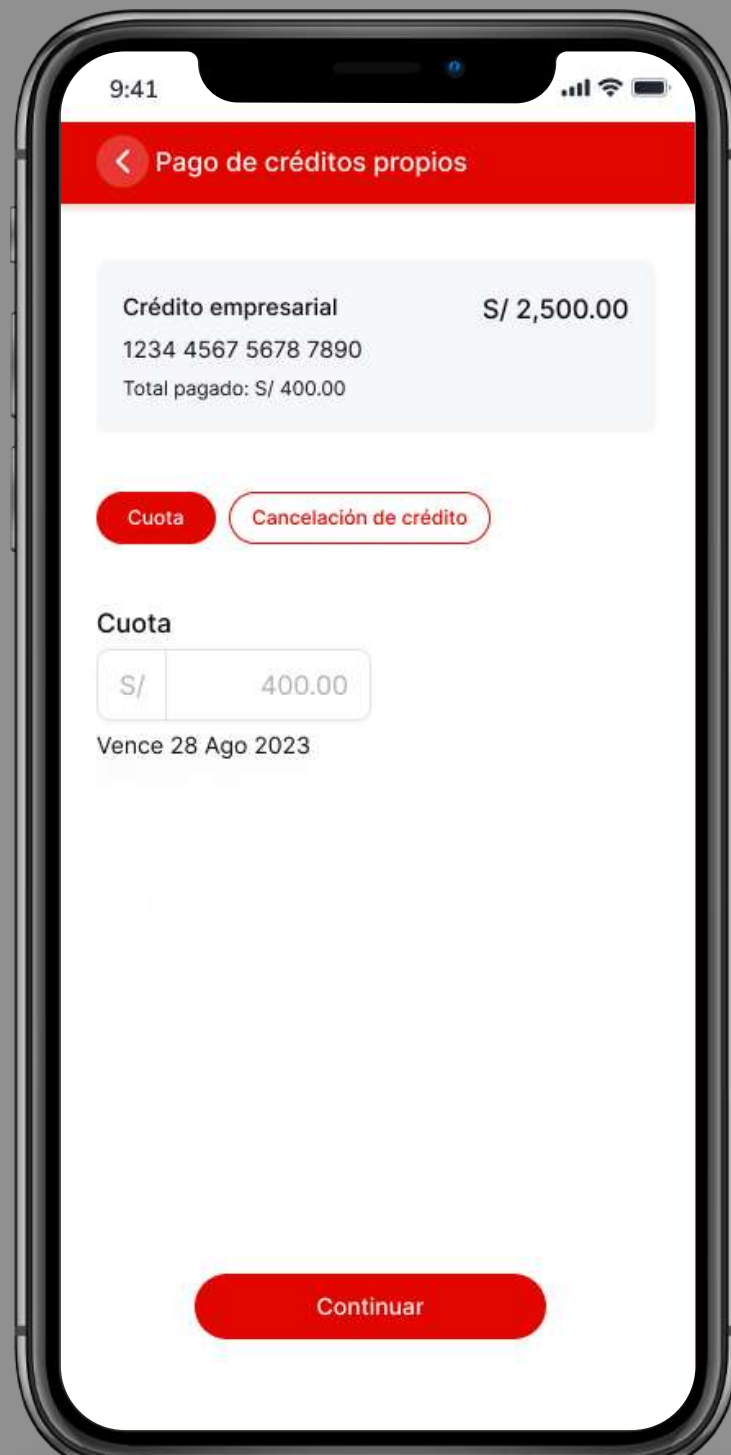 9:41
Pago de créditos propios
Crédito empresarial S/ 2,500.00
1234 4567 5678 7890
Total pagado: S/ 400.00
Cuota Cancelación de crédito
Cuota
S/ 400.00
Vence 28 Ago 2023
Continuar